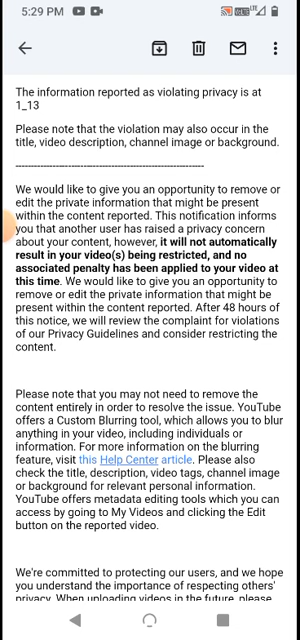 5:29 PM
The information reported as violating privacy is at
1_13
Please note that the violation may also occur in the
title, video description, channel image or background.
------------------------------------------------------------
We would like to give you an opportunity to remove or
edit the private information that might be present
within the content reported. This notification informs
you that another user has raised a privacy concern
about your content, however, it will not automatically
result in your video(s) being restricted, and no
associated penalty has been applied to your video at
this time. We would like to give you an opportunity to
remove or edit the private information that might be
present within the content reported. After 48 hours of
this notice, we will review the complaint for violations
of our Privacy Guidelines and consider restricting the
content.
Please note that you may not need to remove the
content entirely in order to resolve the issue. YouTube
offers a Custom Blurring tool, which allows you to blur
anything in your video, including individuals or
information. For more information on the blurring
feature, visit this Help Center article. Please also
check the title, description, video tags, channel image
or background for relevant personal information.
YouTube offers metadata editing tools which you can
access by going to My Videos and clicking the Edit
button on the reported video.
We're committed to protecting our users, and we hope
you understand the importance of respecting others'
privacy. When uploading videos in the future, please